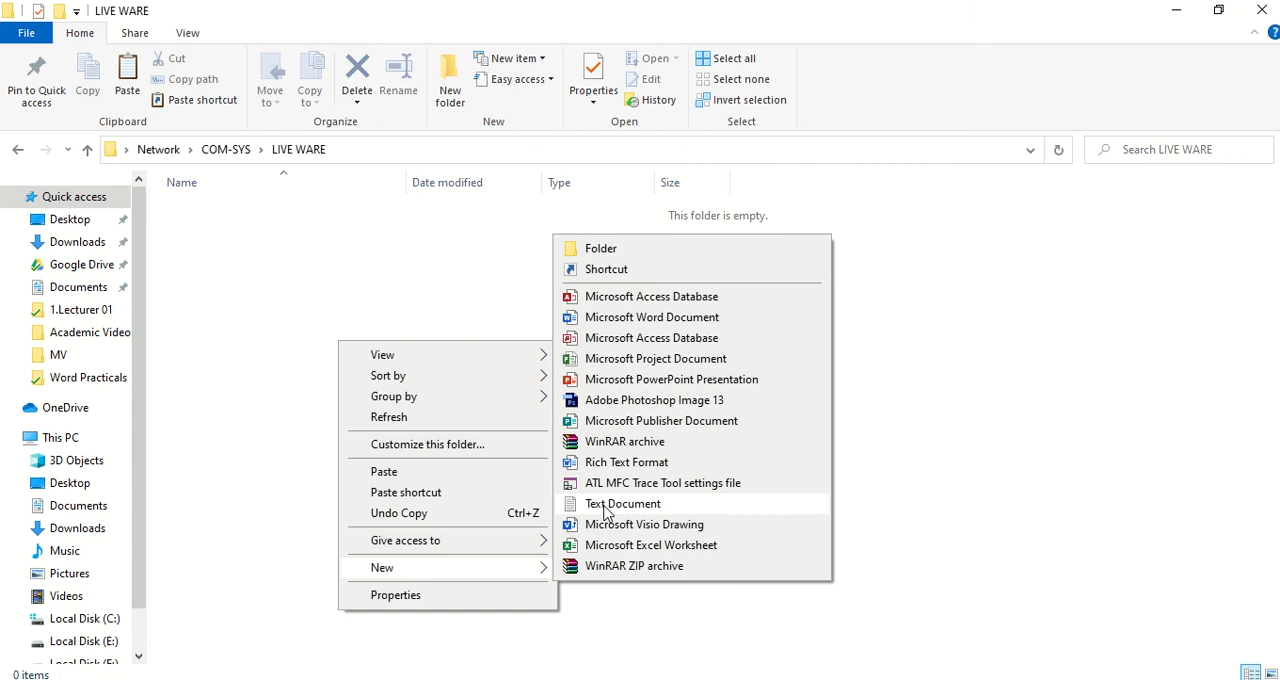 LIVE WARE
File Home Share View
Pin to Quick access
Copy
Paste
Cut
Copy path
Paste shortcut
Clipboard
Move to
Copy to
Delete
Rename
Organize
New folder
New item
Easy access
New
Properties
Open
Edit
History
Open
Select all
Select none
Invert selection
Select
Network > COM-SYS > LIVE WARE
Search LIVE WARE
Name Date modified Type Size
This folder is empty.
Quick access
Desktop
Downloads
Google Drive
Documents
1.Lecturer 01
Academic Video
MV
Word Practicals
OneDrive
This PC
3D Objects
Desktop
Documents
Downloads
Music
Pictures
Videos
Local Disk (C:)
Local Disk (E:)
Local Disk (F:)
View
Sort by
Group by
Refresh
Customize this folder...
Paste
Paste shortcut
Undo Copy Ctrl+Z
Give access to
New
Properties
Folder
Shortcut
Microsoft Access Database
Microsoft Word Document
Microsoft Access Database
Microsoft Project Document
Microsoft PowerPoint Presentation
Adobe Photoshop Image 13
Microsoft Publisher Document
WinRAR archive
Rich Text Format
ATL MFC Trace Tool settings file
Text Document
Microsoft Visio Drawing
Microsoft Excel Worksheet
WinRAR ZIP archive
0 items